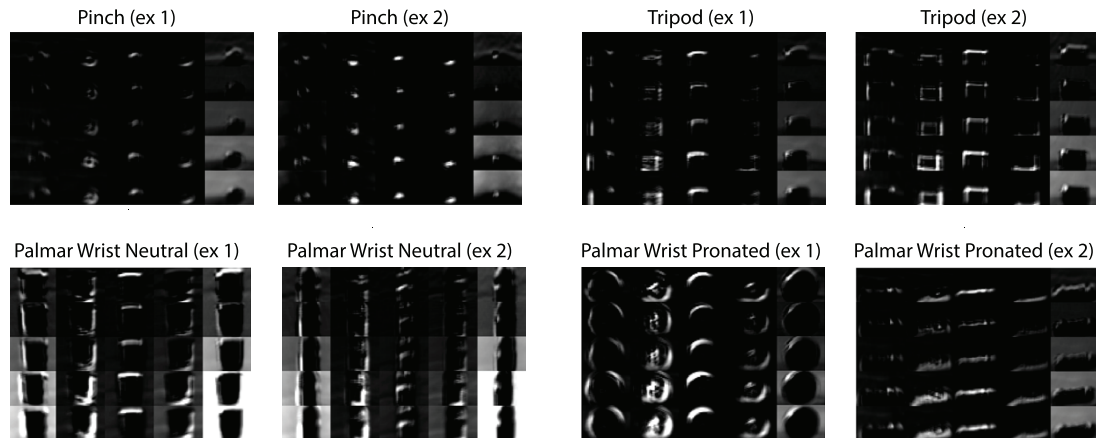 Pinch (ex 1)
Pinch (ex 2)
Tripod (ex 1)
Tripod (ex 2)
Palmar Wrist Neutral (ex 1)
Palmar Wrist Neutral (ex 2)
Palmar Wrist Pronated (ex 1)
Palmar Wrist Pronated (ex 2)